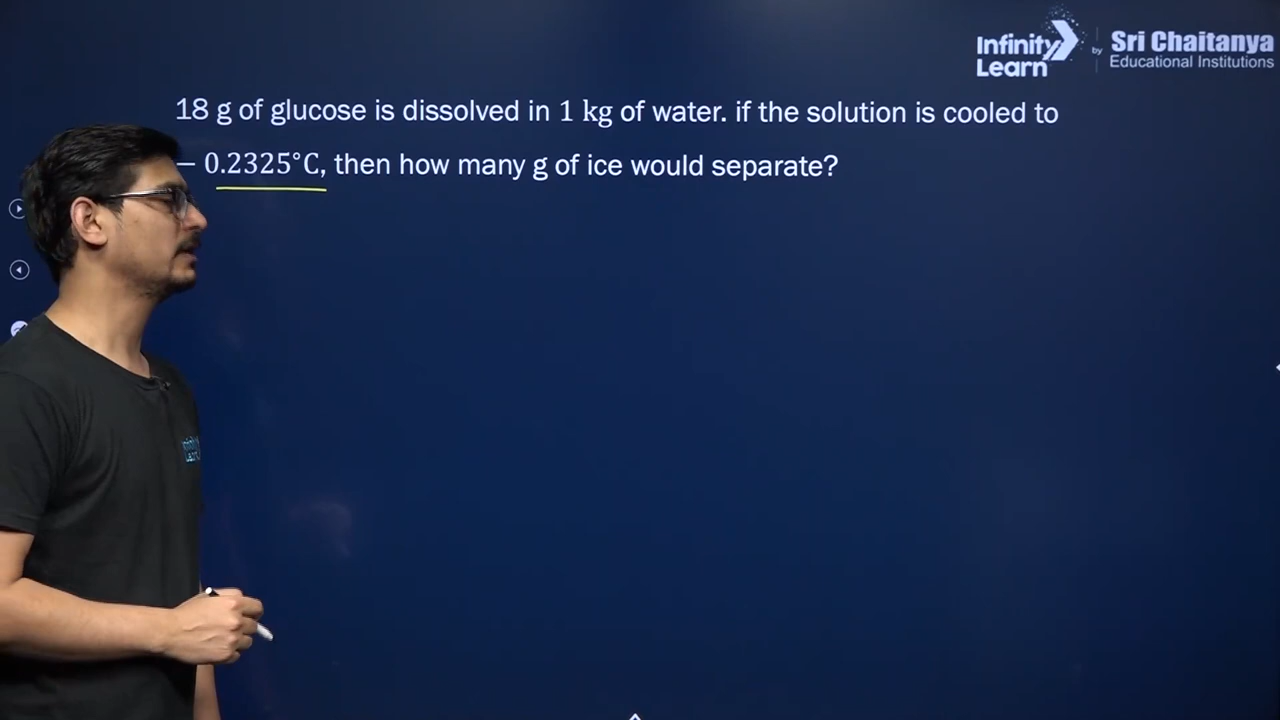 Infinity Learn by Sri Chaitanya Educational Institutions
18 g of glucose is dissolved in 1 kg of water. if the solution is cooled to
− 0.2325°C, then how many g of ice would separate?